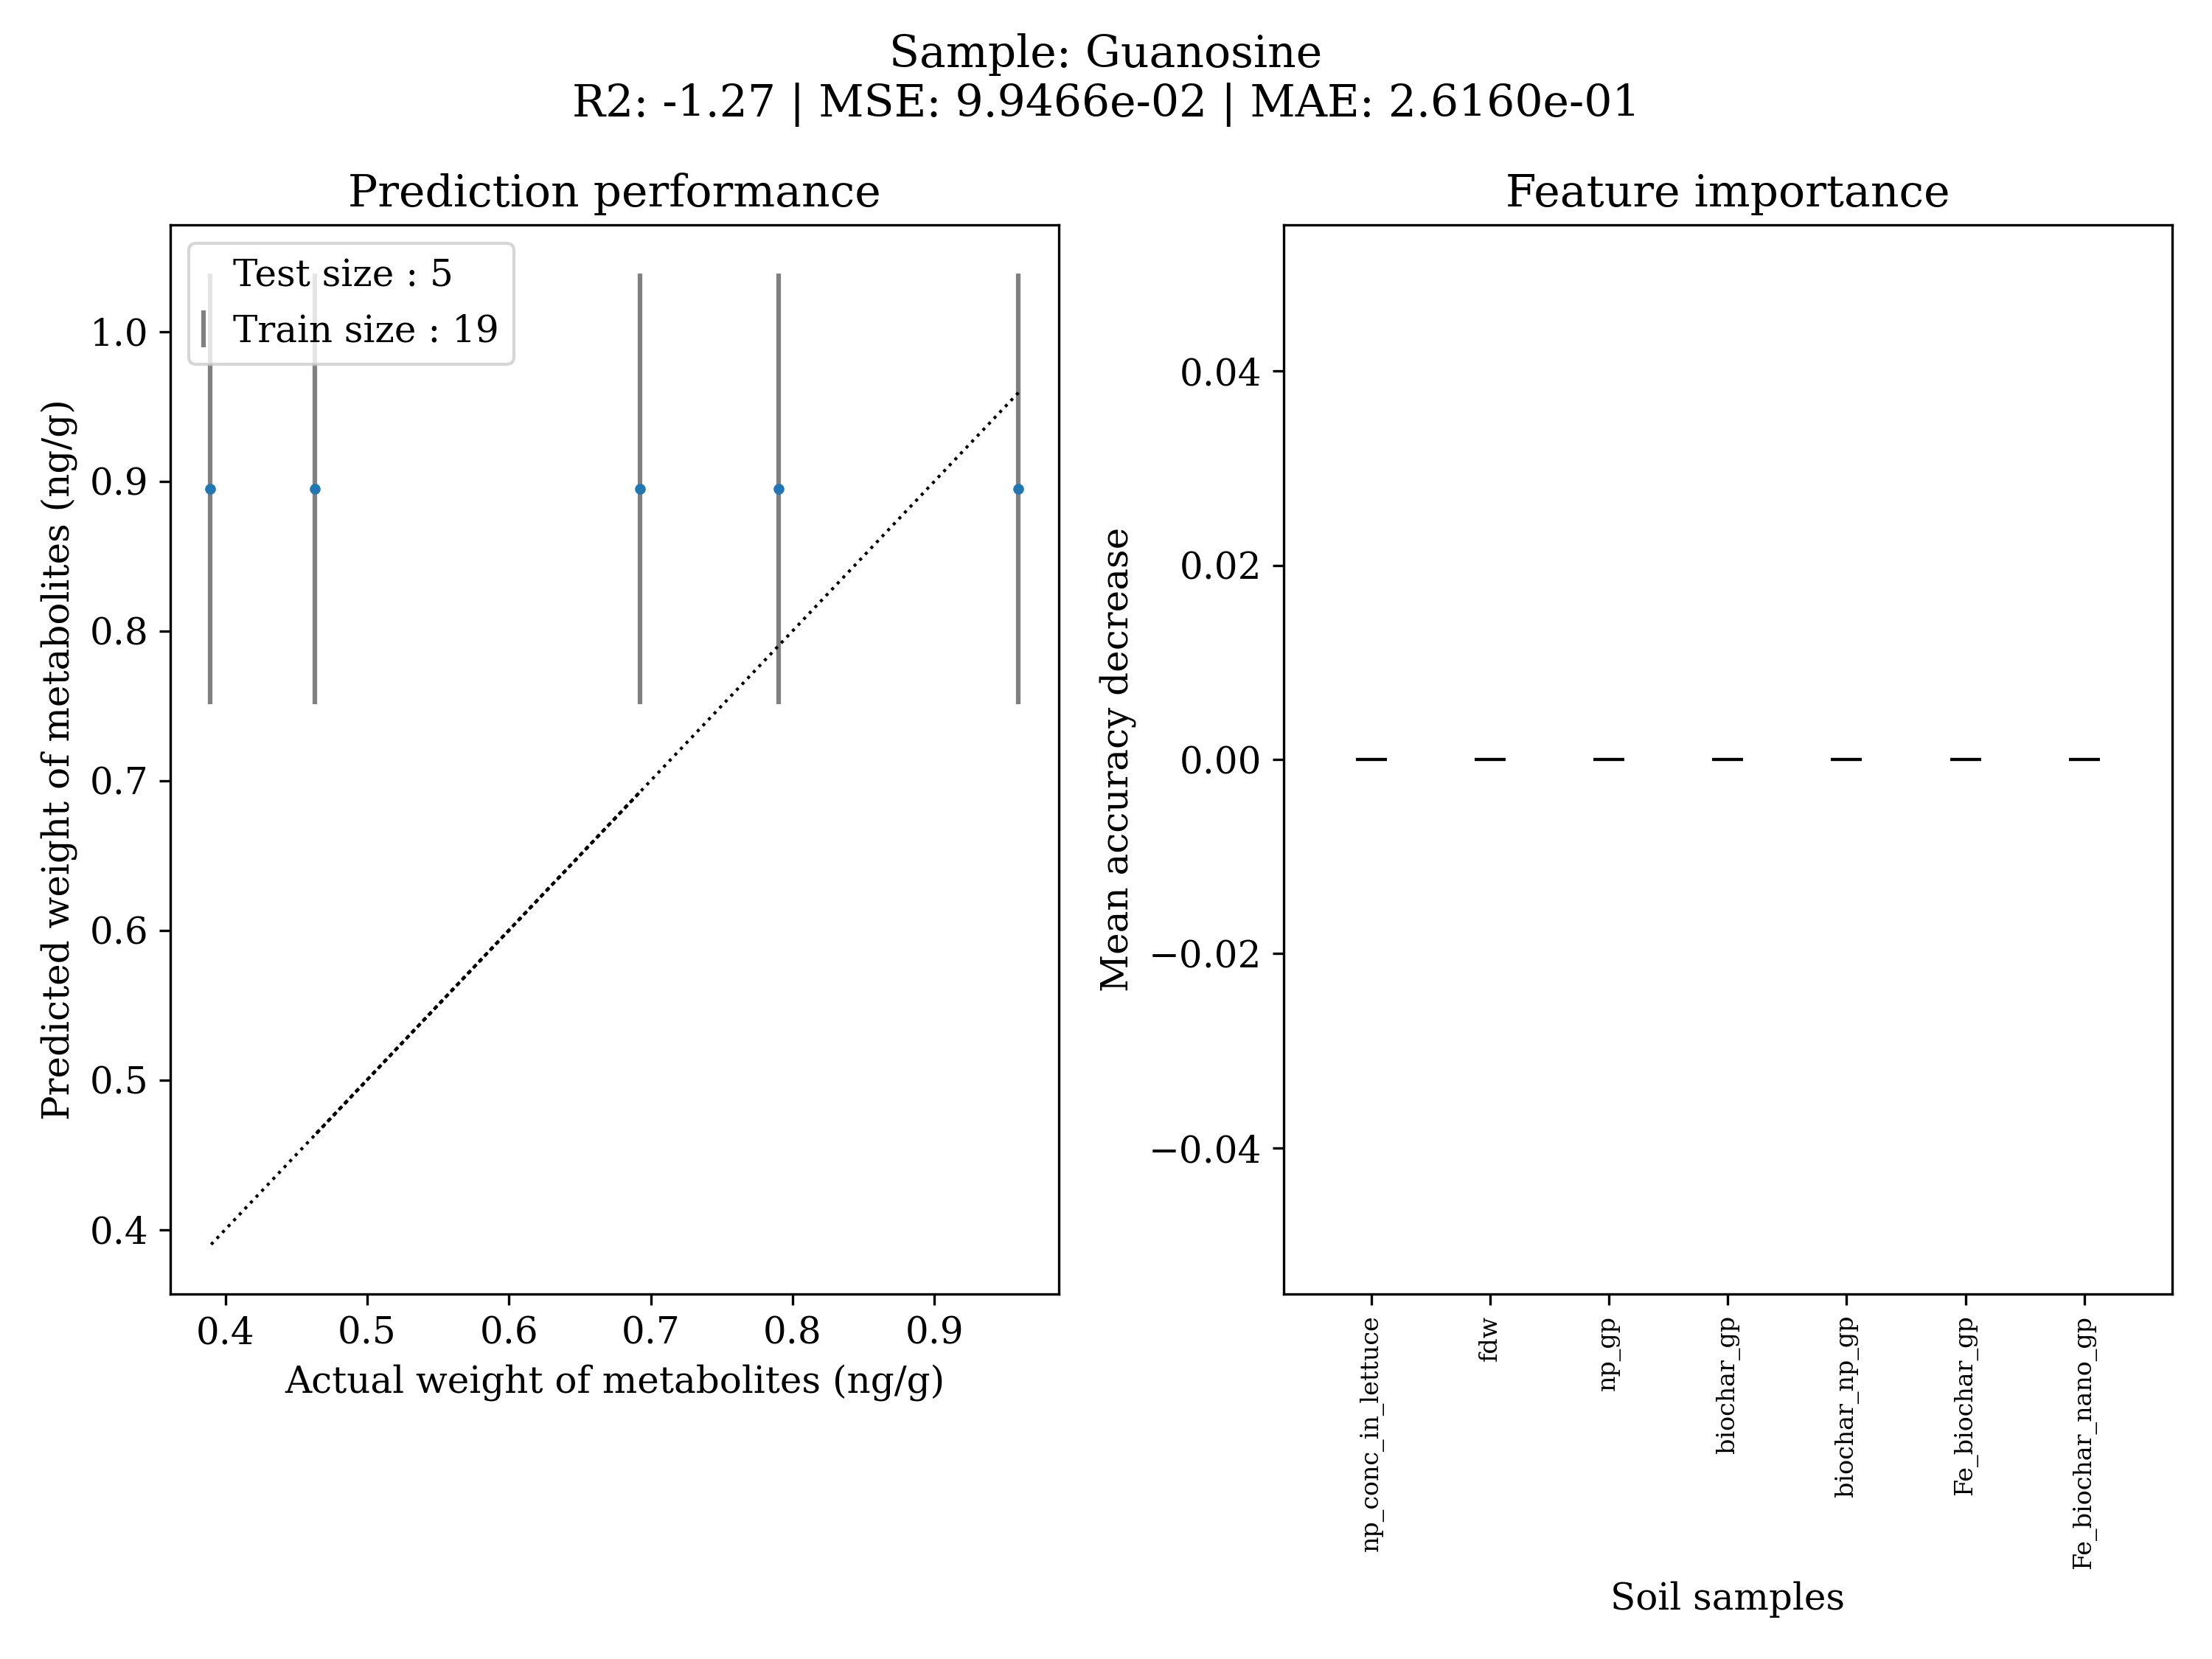 Sample: Guanosine
R2: -1.27 | MSE: 9.9466e-02 | MAE: 2.6160e-01
Prediction performance
Test size : 5
Train size : 19
1.0
0.9
0.8
0.7
0.6
0.5
0.4
Predicted weight of metabolites (ng/g)
0.4 0.5 0.6 0.7 0.8 0.9
Actual weight of metabolites (ng/g)
Feature importance
0.04
0.02
0.00
−0.02
−0.04
Mean accuracy decrease
np_conc_in_lettuce
fdw
np_gp
biochar_gp
biochar_np_gp
Fe_biochar_gp
Fe_biochar_nano_gp
Soil samples